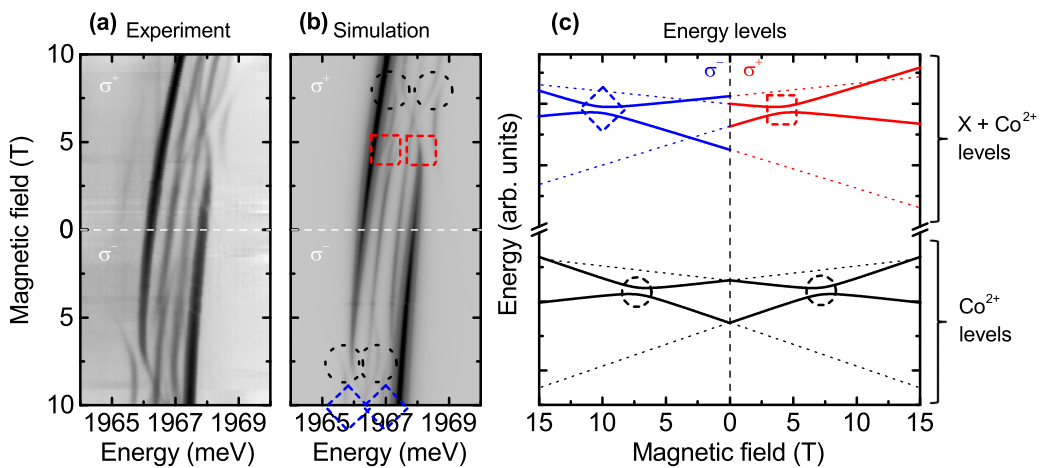 (a) Experiment
(b) Simulation
(c) Energy levels
10
5
0
5
10
Magnetic field (T)
σ⁺
σ⁻
1965 1967 1969
Energy (meV)
σ⁺
σ⁻
1965 1967 1969
Energy (meV)
Energy (arb. units)
σ⁻ σ⁺
X + Co²⁺
levels
Co²⁺
levels
15 10 5 0 5 10 15
Magnetic field (T)